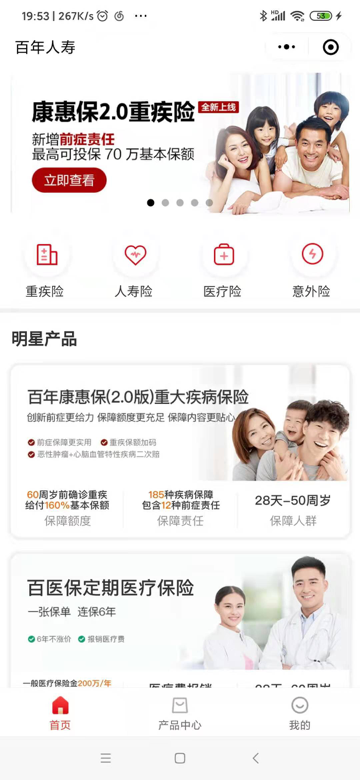 19:53 | 267K/s
HD
53
百年人寿
康惠保2.0重疾险
全新上线
新增前症责任
最高可投保 70 万基本保额
立即查看
重疾险
人寿险
医疗险
意外险
明星产品
百年康惠保(2.0版)重大疾病保险
创新前症更给力 保障额度更充足 保障内容更贴心
前症保障更实用
重疾保额加码
恶性肿瘤+心脑血管特性疾病二次赔
60周岁前确诊重疾
给付160%基本保额
保障额度
185种疾病保障
包含12种前症责任
保障责任
28天-50周岁
保障人群
百医保定期医疗保险
一张保单 连保6年
6年不涨价
报销医疗费
一般医疗保险金200万/年
医疗费报销
首页
产品中心
我的